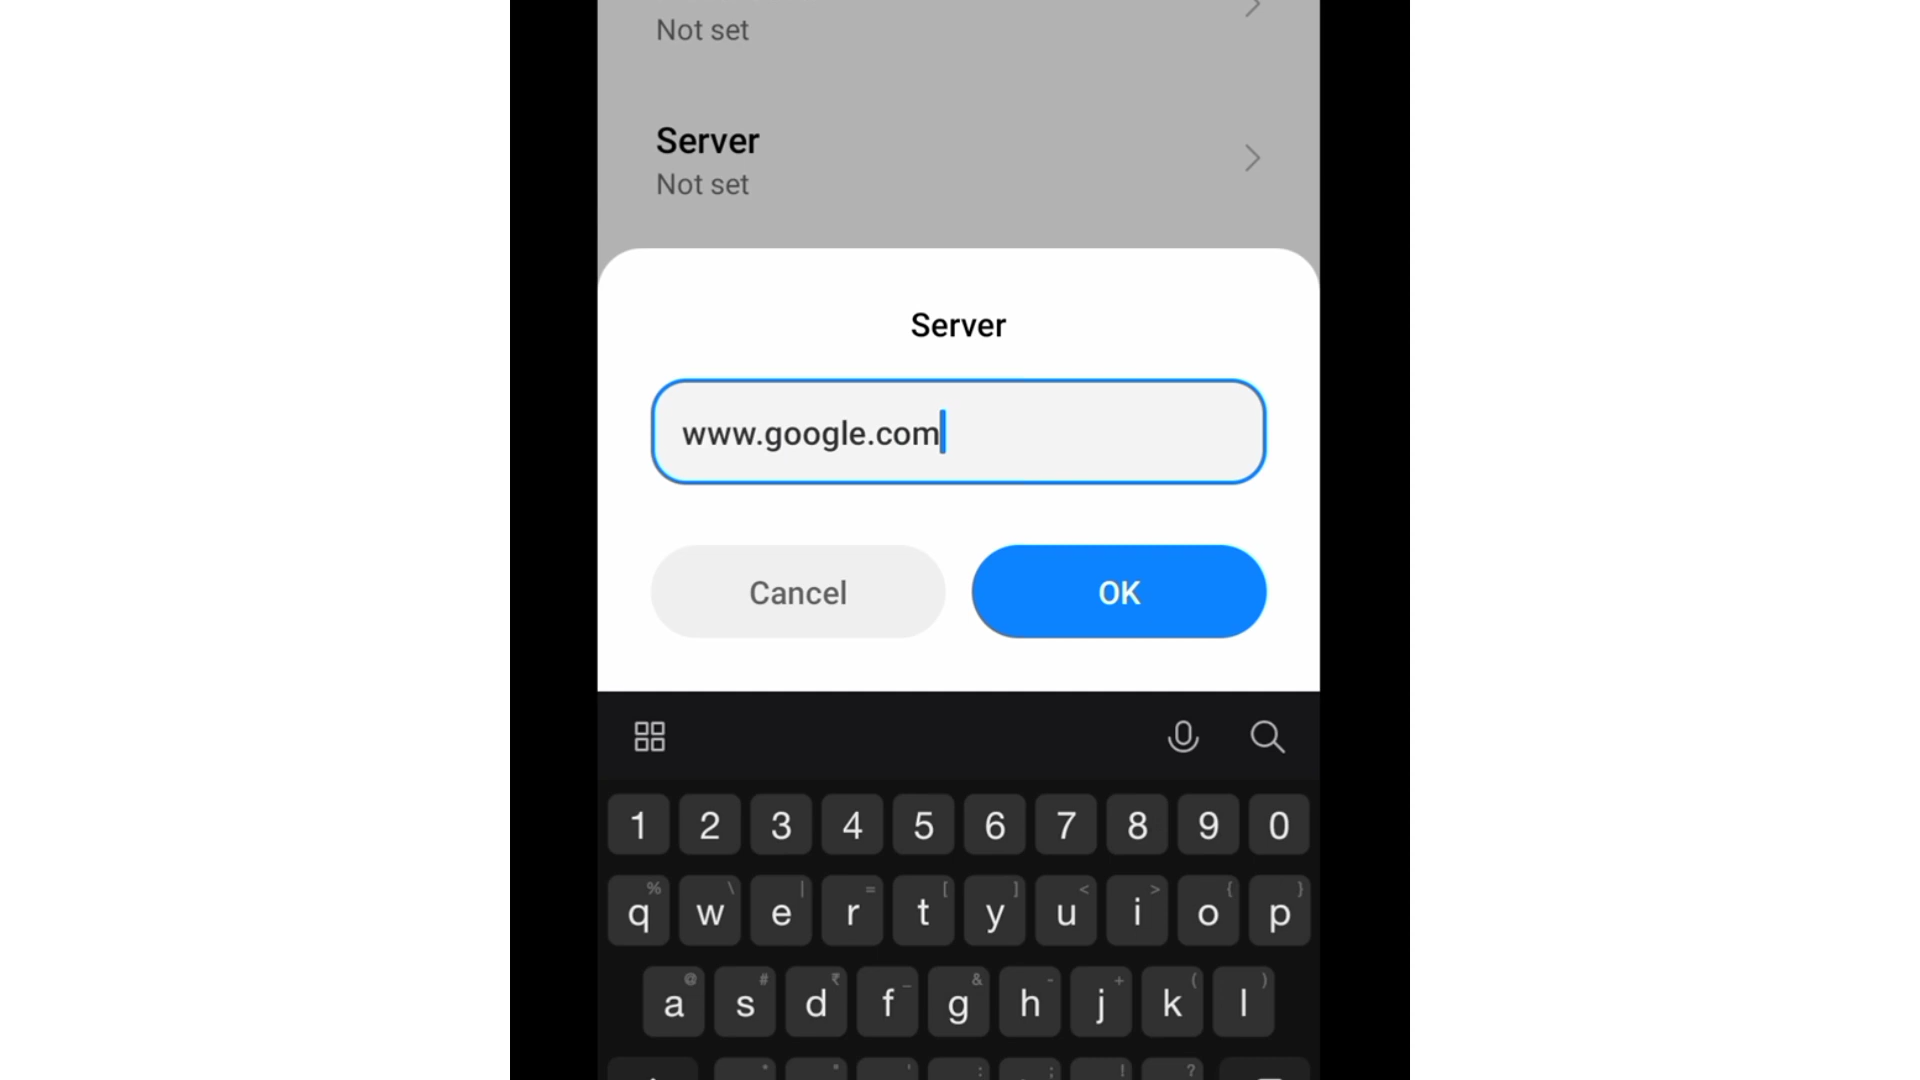 Not set
Server
Not set
Server
www.google.com
Cancel
OK
1 2 3 4 5 6 7 8 9 0
% \ | = [ ] < > { }
q w e r t y u i o p
@ # ₹ _ & - + ( )
a s d f g h j k l
* " ' : ; ! ?